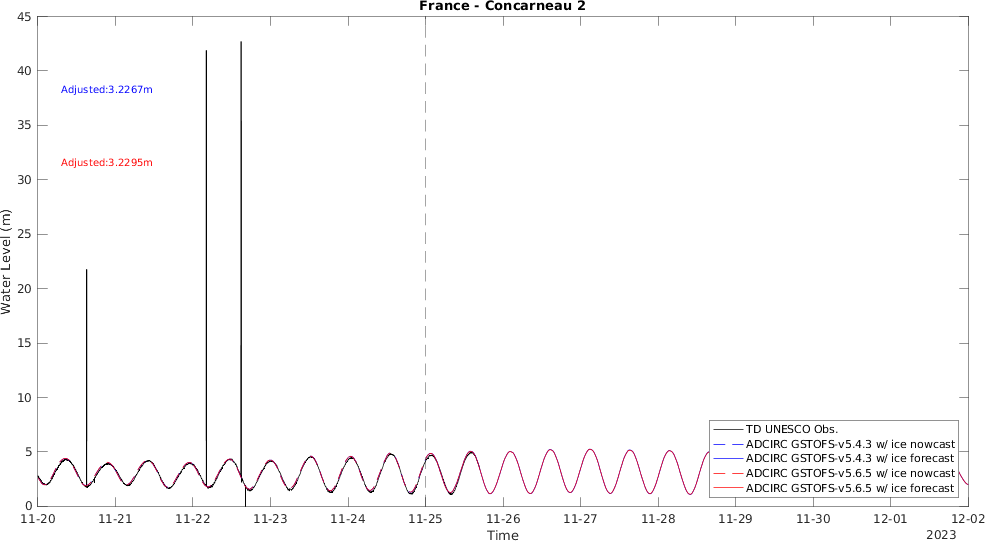 France - Concarneau 2
45
40
35
30
25
20
15
10
5
0
Water Level (m)
Adjusted:3.2267m
Adjusted:3.2295m
TD UNESCO Obs.
ADCIRC GSTOFS-v5.4.3 w/ ice nowcast
ADCIRC GSTOFS-v5.4.3 w/ ice forecast
ADCIRC GSTOFS-v5.6.5 w/ ice nowcast
ADCIRC GSTOFS-v5.6.5 w/ ice forecast
11-20 11-21 11-22 11-23 11-24 11-25 11-26 11-27 11-28 11-29 11-30 12-01 12-02
Time
2023